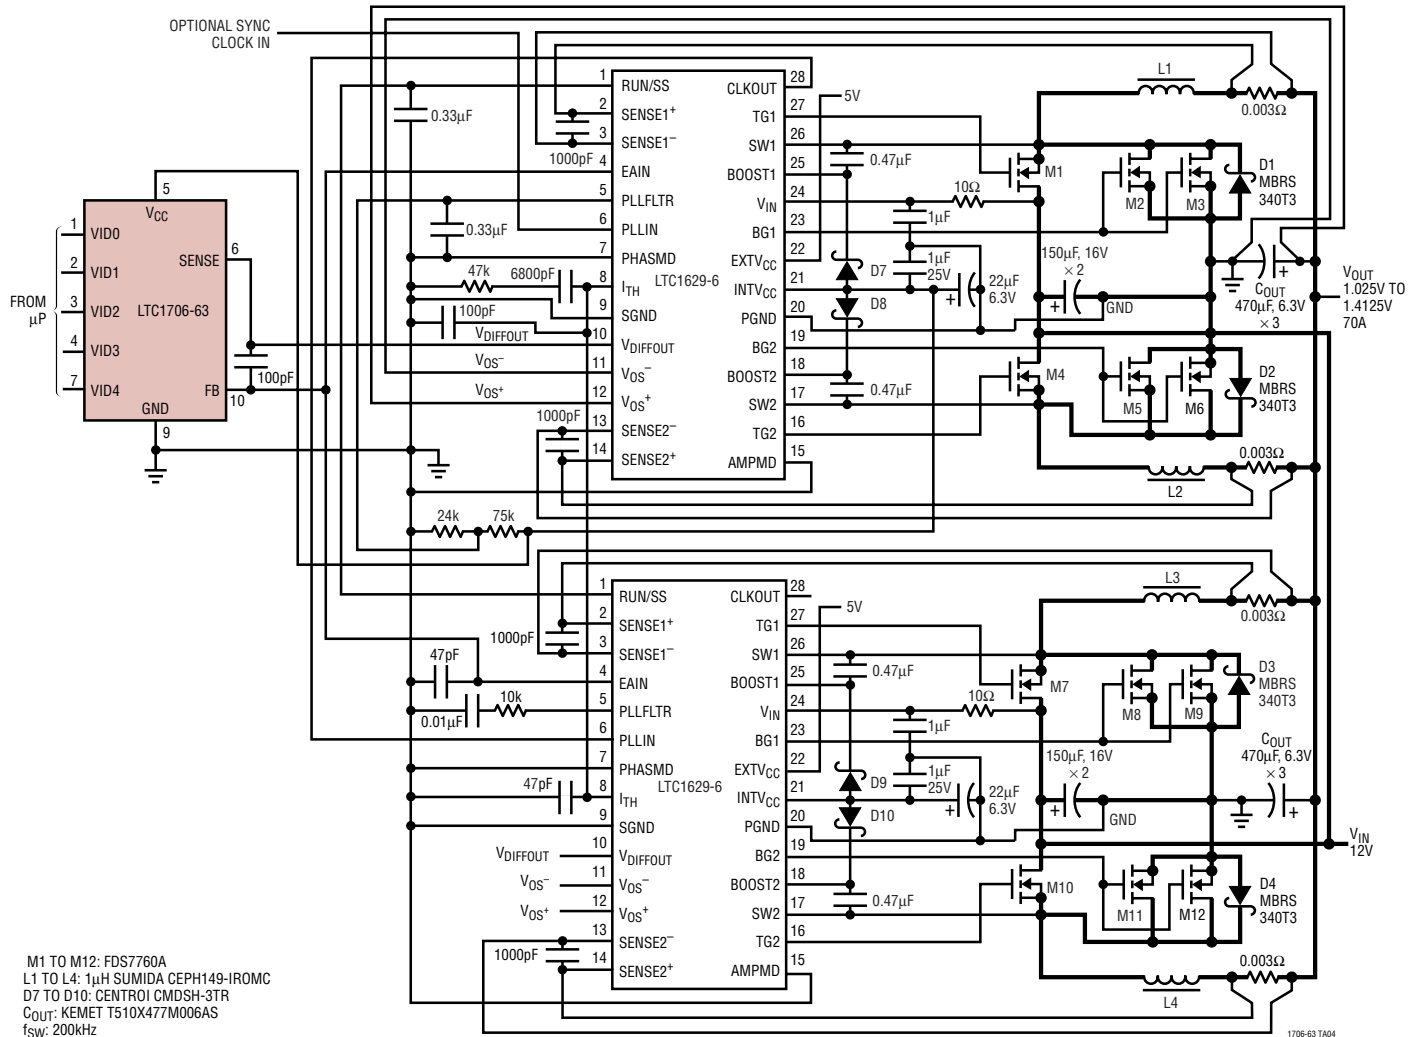 OPTIONAL SYNC
CLOCK IN
FROM
µP
1
VID0
2
VID1
3
VID2
4
VID3
7
VID4
5
VCC
LTC1706-63
SENSE
6
FB
10
GND
9
100pF
0.33µF
0.33µF
1000pF
47k
6800pF
100pF
VDIFFOUT
VOS–
VOS+
1000pF
24k
75k
LTC1629-6
1
RUN/SS
2
SENSE1+
3
SENSE1–
4
EAIN
5
PLLFLTR
6
PLLIN
7
PHASMD
8
ITH
9
SGND
10
VDIFFOUT
11
VOS–
12
VOS+
13
SENSE2–
14
SENSE2+
28
CLKOUT
27
TG1
26
SW1
25
BOOST1
24
VIN
23
BG1
22
EXTVCC
21
INTVCC
20
PGND
19
BG2
18
BOOST2
17
SW2
16
TG2
15
AMPMD
5V
0.47µF
10Ω
1µF
1µF
25V
D7
D8
22µF
6.3V
+
0.47µF
M1
M2
M3
D1
MBRS
340T3
L1
0.003Ω
150µF, 16V
× 2
+
GND
COUT
470µF, 6.3V
× 3
+
VOUT
1.025V TO
1.4125V
70A
M4
M5
M6
D2
MBRS
340T3
L2
0.003Ω
1000pF
47pF
0.01µF
10k
47pF
VDIFFOUT
VOS–
VOS+
1000pF
LTC1629-6
1
RUN/SS
2
SENSE1+
3
SENSE1–
4
EAIN
5
PLLFLTR
6
PLLIN
7
PHASMD
8
ITH
9
SGND
10
VDIFFOUT
11
VOS–
12
VOS+
13
SENSE2–
14
SENSE2+
28
CLKOUT
27
TG1
26
SW1
25
BOOST1
24
VIN
23
BG1
22
EXTVCC
21
INTVCC
20
PGND
19
BG2
18
BOOST2
17
SW2
16
TG2
15
AMPMD
5V
0.47µF
10Ω
1µF
1µF
25V
D9
D10
22µF
6.3V
+
0.47µF
M7
M8
M9
D3
MBRS
340T3
L3
0.003Ω
150µF, 16V
× 2
+
GND
COUT
470µF, 6.3V
× 3
+
VIN
12V
M10
M11
M12
D4
MBRS
340T3
L4
0.003Ω
M1 TO M12: FDS7760A
L1 TO L4: 1µH SUMIDA CEPH149-IROMC
D7 TO D10: CENTROI CMDSH-3TR
COUT: KEMET T510X477M006AS
fSW: 200kHz
1706-63 TA04